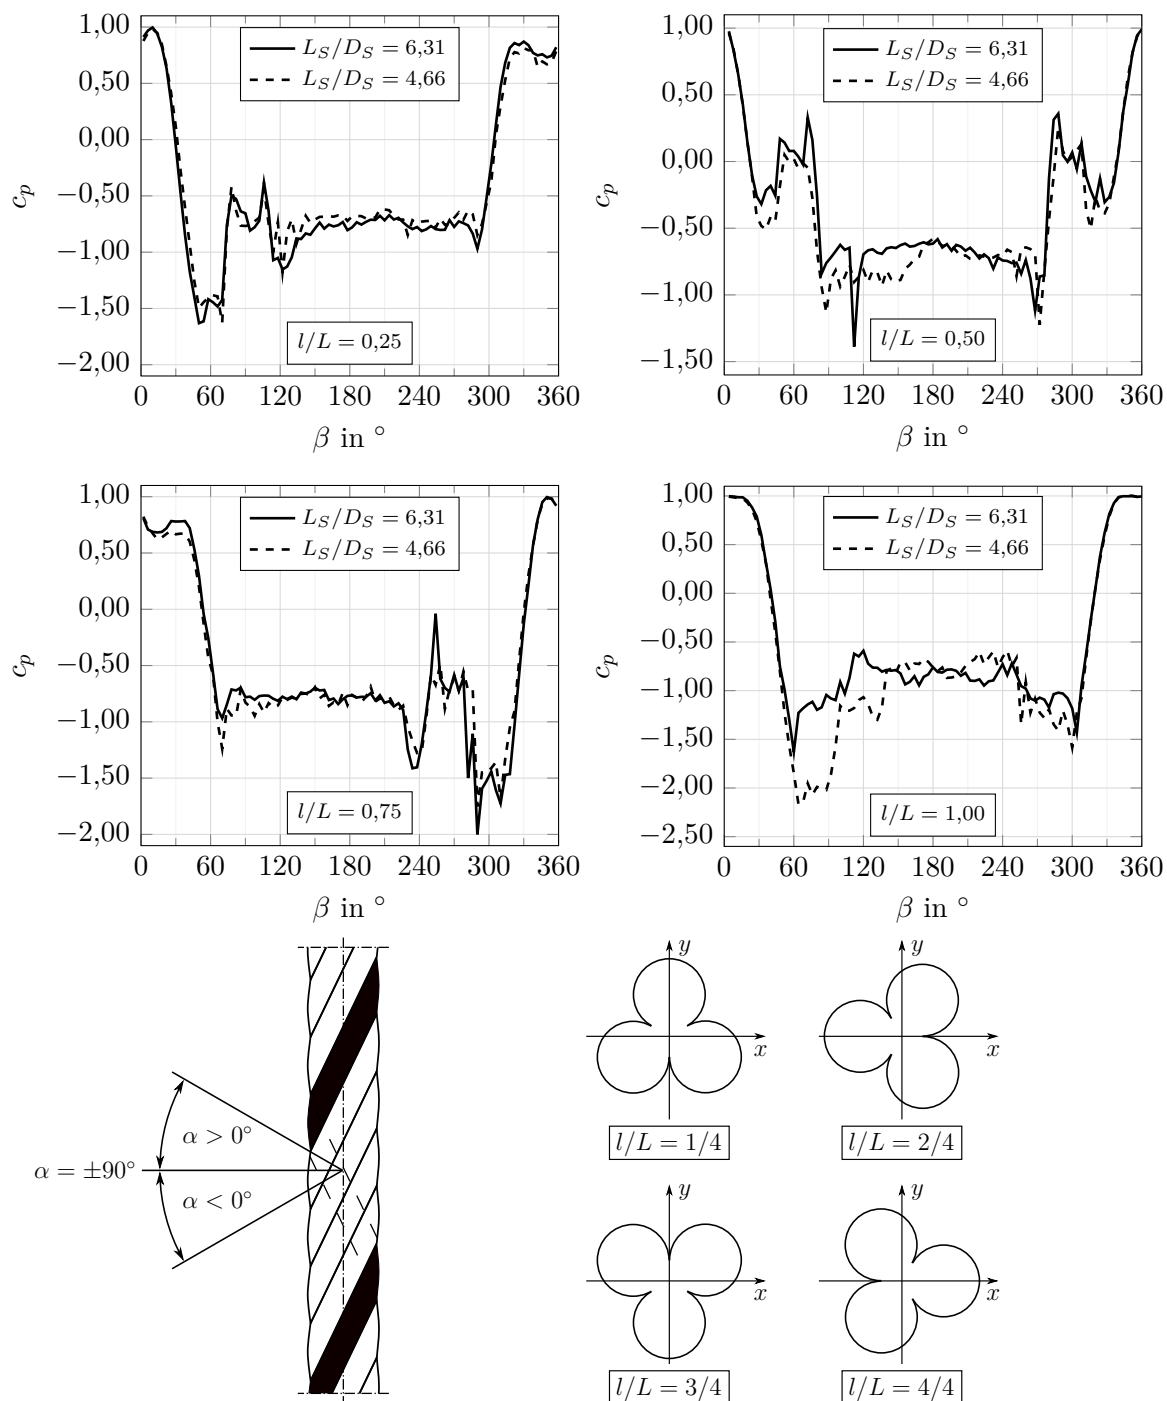 1,00
0,50
0,00
−0,50
−1,00
−1,50
−2,00
c_p
L_S/D_S = 6,31
L_S/D_S = 4,66
l/L = 0,25
0 60 120 180 240 300 360
β in °
1,00
0,50
0,00
−0,50
−1,00
−1,50
c_p
L_S/D_S = 6,31
L_S/D_S = 4,66
l/L = 0,50
0 60 120 180 240 300 360
β in °
1,00
0,50
0,00
−0,50
−1,00
−1,50
−2,00
c_p
L_S/D_S = 6,31
L_S/D_S = 4,66
l/L = 0,75
0 60 120 180 240 300 360
β in °
1,00
0,50
0,00
−0,50
−1,00
−1,50
−2,00
−2,50
c_p
L_S/D_S = 6,31
L_S/D_S = 4,66
l/L = 1,00
0 60 120 180 240 300 360
β in °
α > 0°
α = ±90°
α < 0°
y
x
l/L = 1/4
y
x
l/L = 2/4
y
x
l/L = 3/4
y
x
l/L = 4/4